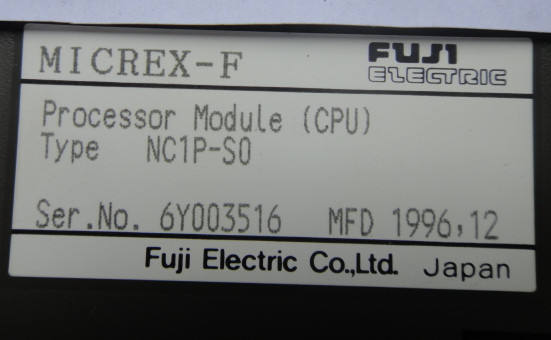 MICREX-F FUJI ELECTRIC
Processor Module (CPU)
Type NC1P-S0
Ser.No. 6Y003516 MFD 1996,12
Fuji Electric Co.,Ltd. Japan